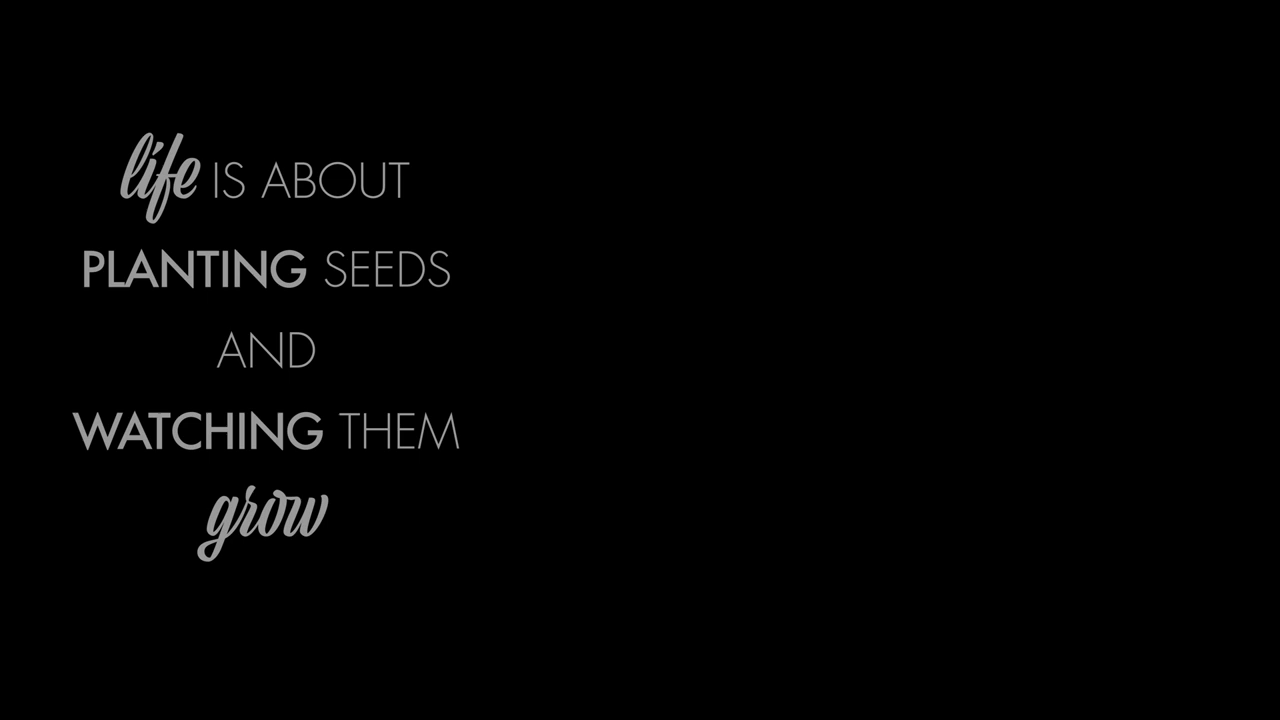 life IS ABOUT
PLANTING SEEDS
AND
WATCHING THEM
grow